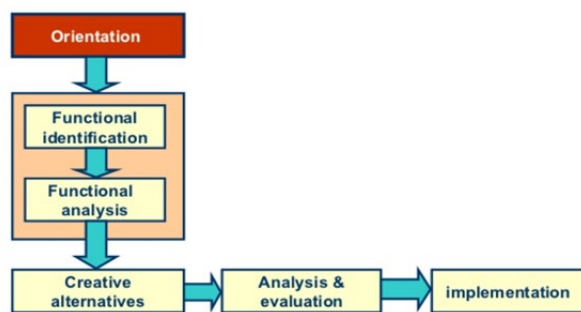 Orientation
Functional
identification
Functional
analysis
Creative
alternatives
Analysis &
evaluation
implementation